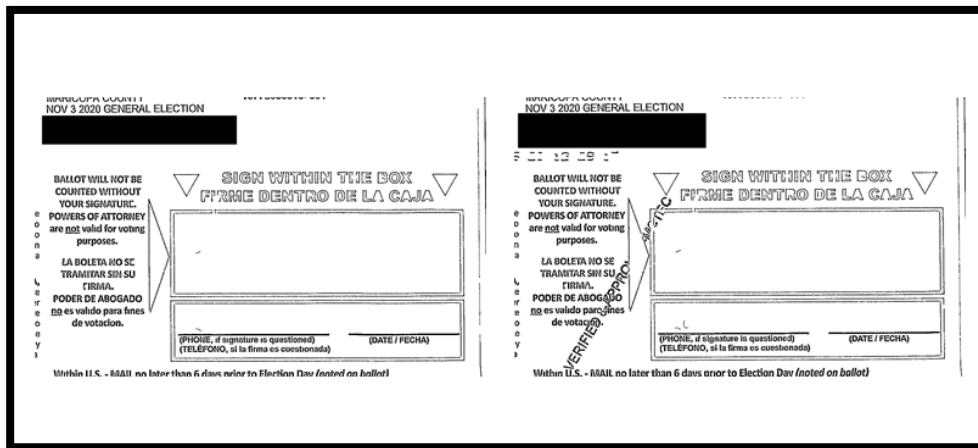 MARICOPA COUNTY
NOV 3 2020 GENERAL ELECTION
BALLOT WILL NOT BE
COUNTED WITHOUT
YOUR SIGNATURE.
POWERS OF ATTORNEY
are not valid for voting
purposes.
LA BOLETA NO SE
TRAMITAR SIN SU
FIRMA.
PODER DE ABOGADO
no es valido para fines
de votacion.
SIGN WITHIN THE BOX
FIRME DENTRO DE LA CAJA
(PHONE, if signature is questioned)
(TELÉFONO, si la firma es cuestionada)
(DATE / FECHA)
Within U.S. - MAIL no later than 6 days prior to Election Day (noted on ballot)
MARICOPA COUNTY
NOV 3 2020 GENERAL ELECTION
BALLOT WILL NOT BE
COUNTED WITHOUT
YOUR SIGNATURE.
POWERS OF ATTORNEY
are not valid for voting
purposes.
LA BOLETA NO SE
TRAMITAR SIN SU
FIRMA.
PODER DE ABOGADO
no es valido para fines
de votacion.
SIGN WITHIN THE BOX
FIRME DENTRO DE LA CAJA
VERIFIED &
(PHONE, if signature is questioned)
(TELÉFONO, si la firma es cuestionada)
(DATE / FECHA)
Within U.S. - MAIL no later than 6 days prior to Election Day (noted on ballot)